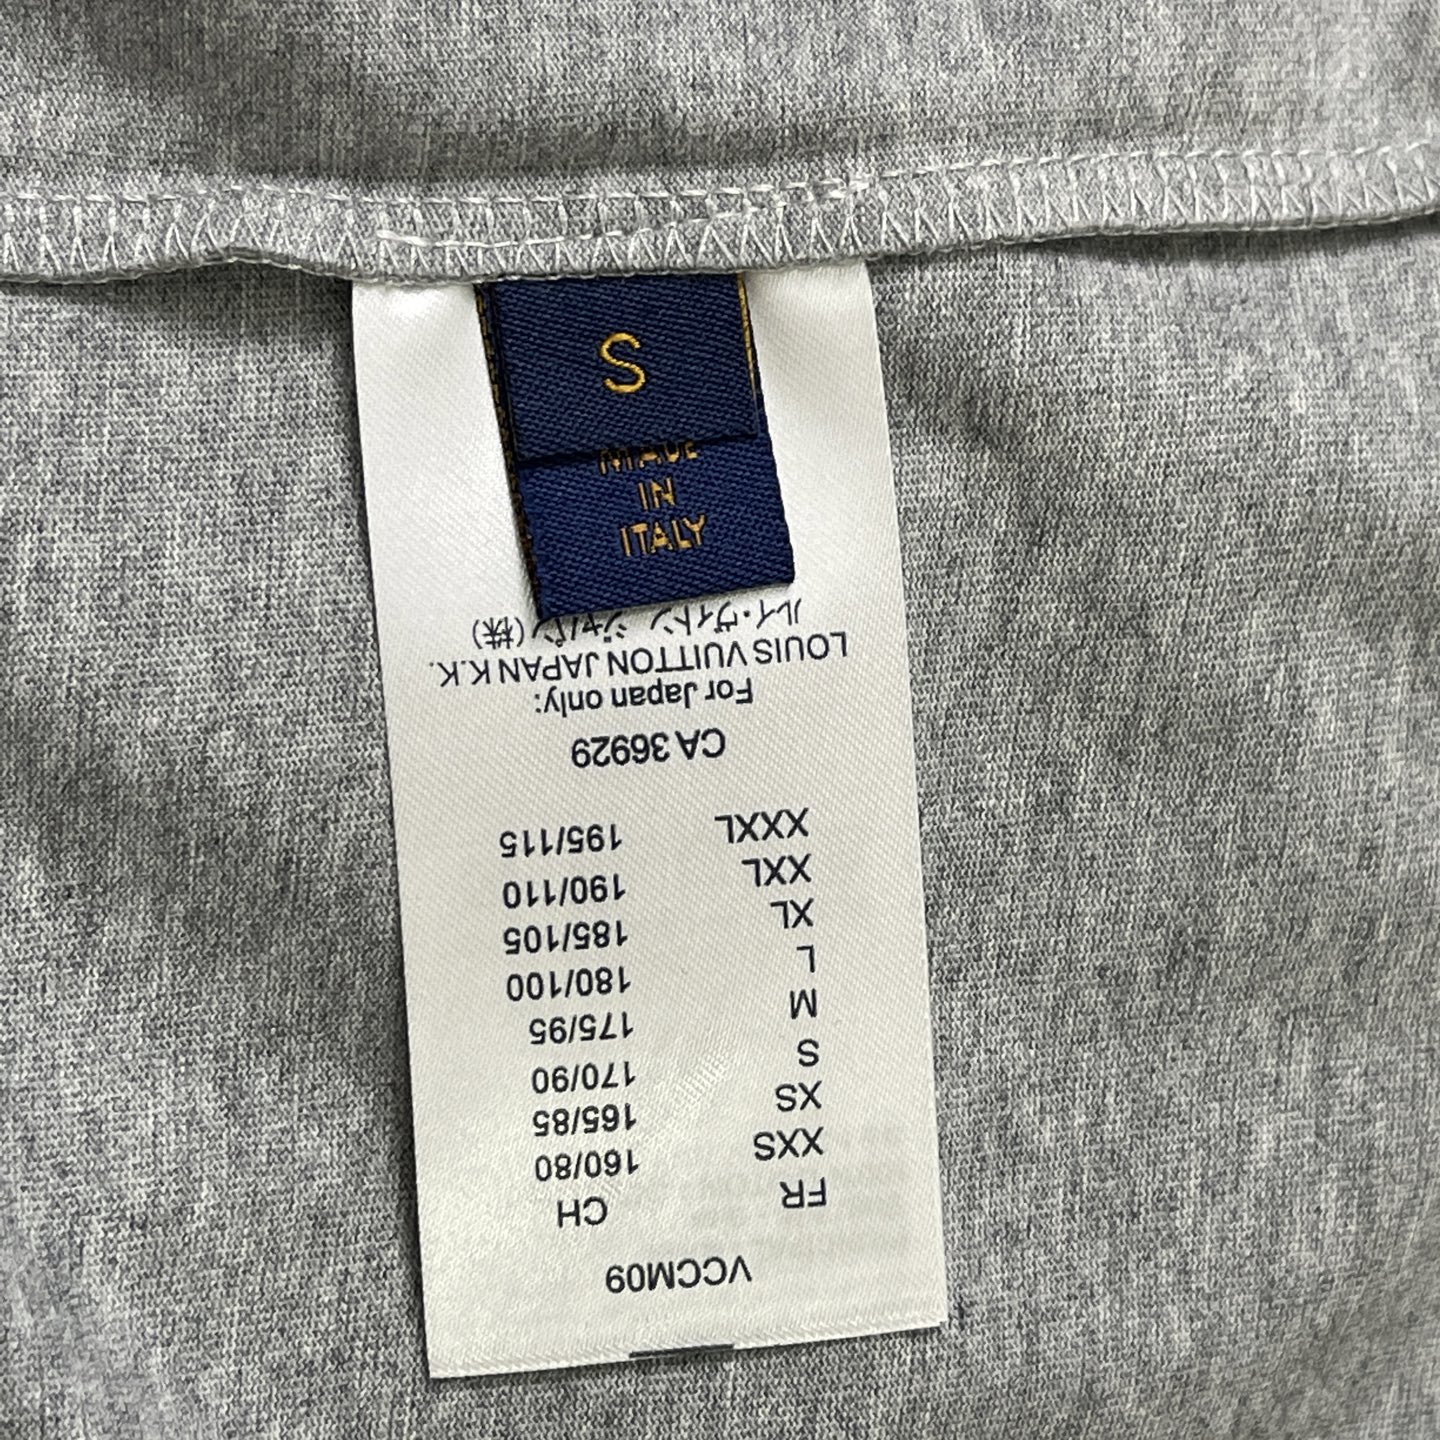 S
MADE
IN
ITALY
VCCM09
FR CH
XXS 160/80
XS 165/85
S 170/90
M 175/95
L 180/100
XL 185/105
XXL 190/110
XXXL 195/115
CA 36929
For Japan only:
LOUIS VUITTON JAPAN K.K.
ルイ・ヴィトン ジャパン(株)